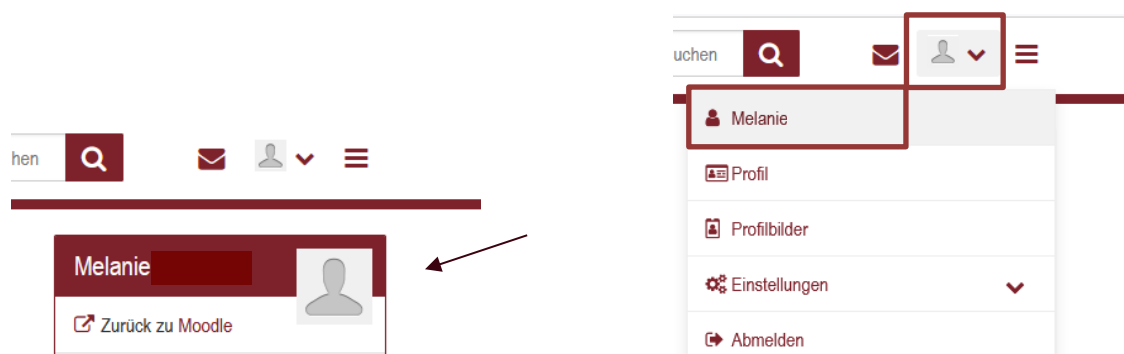 hen
Melanie
Zurück zu Moodle
uchen
Melanie
Profil
Profilbilder
Einstellungen
Abmelden